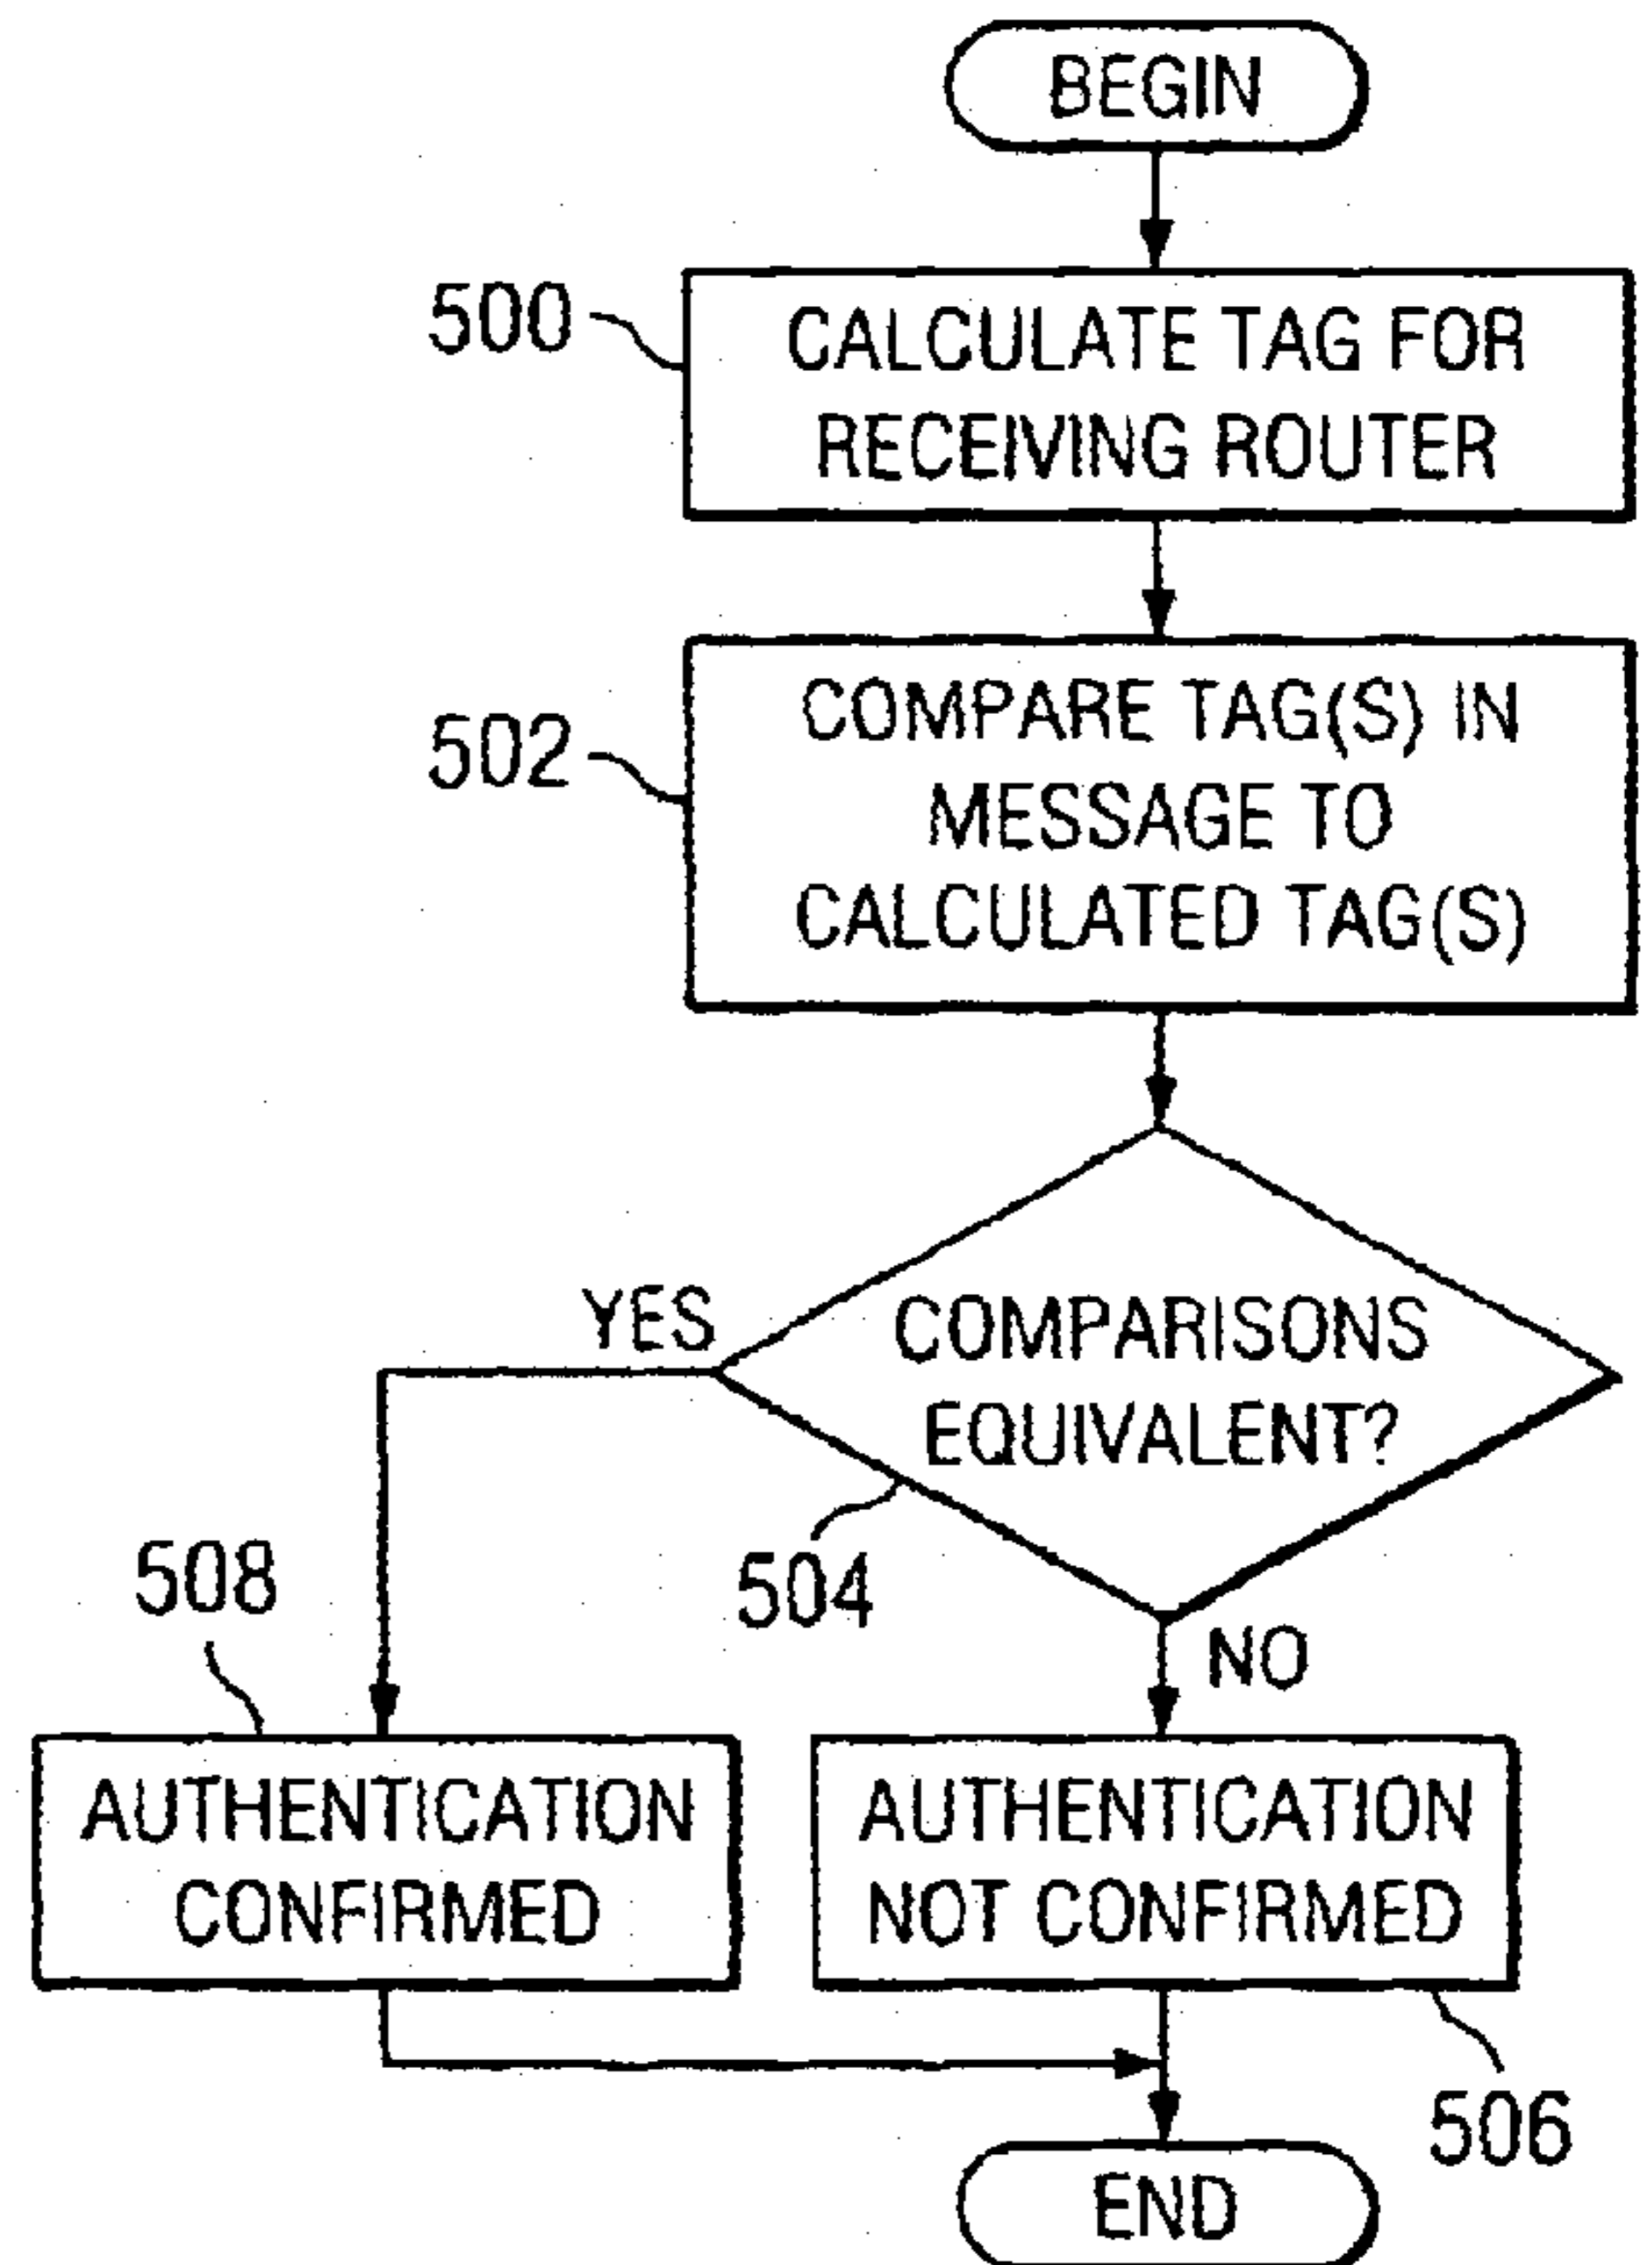 BEGIN
500
CALCULATE TAG FOR
RECEIVING ROUTER
502
COMPARE TAG(S) IN
MESSAGE TO
CALCULATED TAG(S)
YES
COMPARISONS
EQUIVALENT?
504
NO
508
AUTHENTICATION
CONFIRMED
AUTHENTICATION
NOT CONFIRMED
506
END